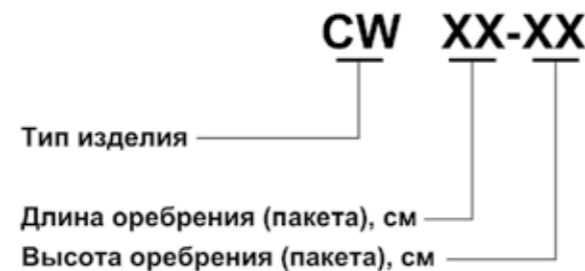 CW XX-XX
Тип изделия
Длина оребрения (пакета), см
Высота оребрения (пакета), см